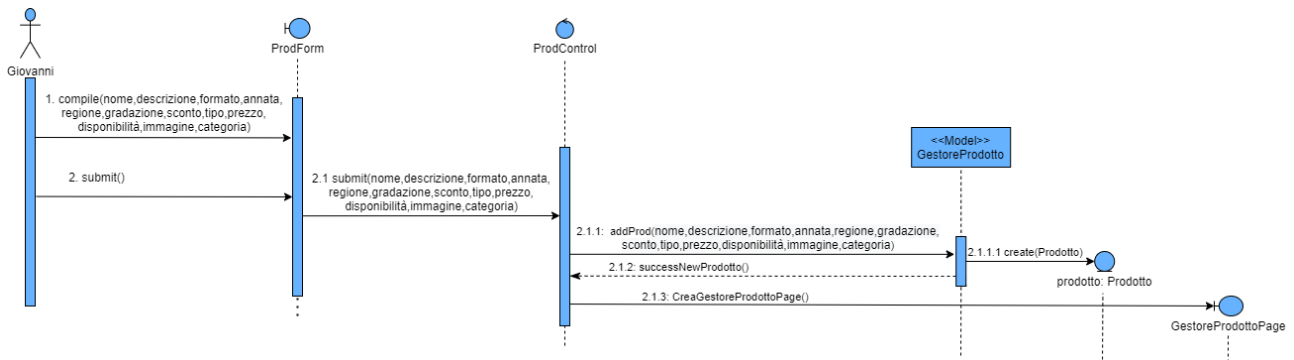 Giovanni
ProdForm
ProdControl
1. compile(nome,descrizione,formato,annata,
regione,gradazione,sconto,tipo,prezzo,
disponibilità,immagine,categoria)
<<Model>>
GestoreProdotto
2. submit()
2.1 submit(nome,descrizione,formato,annata,
regione,gradazione,sconto,tipo,prezzo,
disponibilità,immagine,categoria)
2.1.1: addProd(nome,descrizione,formato,annata,regione,gradazione,
sconto,tipo,prezzo,disponibilità,immagine,categoria)
2.1.1.1 create(Prodotto)
2.1.2: successNewProdotto()
prodotto: Prodotto
2.1.3: CreaGestoreProdottoPage()
GestoreProdottoPage